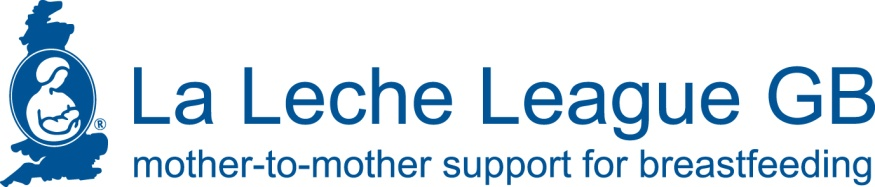 La Leche League GB
®
mother-to-mother support for breastfeeding